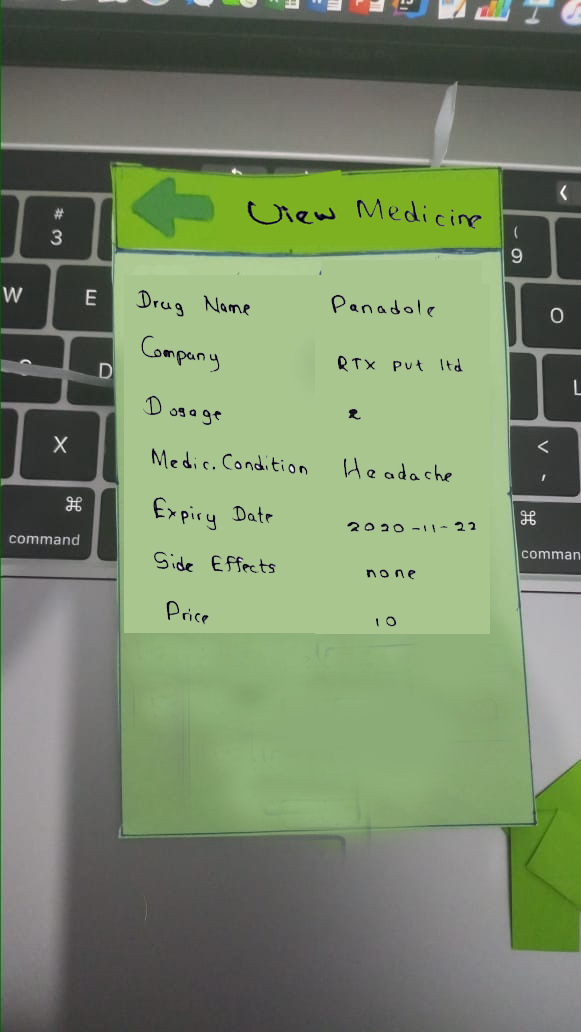 #
3
(
9
W
E
O
D
L
X
<
,
⌘
command
⌘
comman
View Medicine
Drug Name Panadole
Company RTX pvt ltd
Dosage 2
Medic. Condition Headache
Expiry Date 2020-11-22
Side Effects none
Price 10